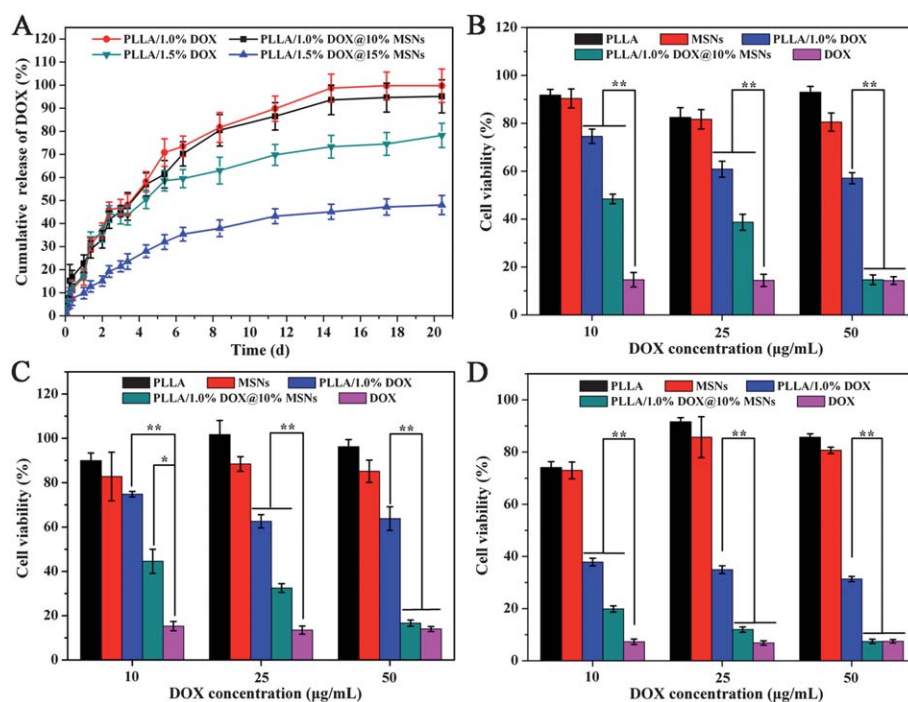 A
PLLA/1.0% DOX PLLA/1.0% DOX@10% MSNs
PLLA/1.5% DOX PLLA/1.5% DOX@15% MSNs
Cumulative release of DOX (%)
120
110
100
90
80
70
60
50
40
30
20
10
0
0 2 4 6 8 10 12 14 16 18 20
Time (d)
B
PLLA MSNs PLLA/1.0% DOX
PLLA/1.0% DOX@10% MSNs DOX
Cell viability (%)
120
100
80
60
40
20
0
** ** **
10 25 50
DOX concentration (μg/mL)
C
PLLA MSNs PLLA/1.0% DOX
PLLA/1.0% DOX@10% MSNs DOX
Cell viability (%)
120
100
80
60
40
20
0
** ** **
*
10 25 50
DOX concentration (μg/mL)
D
PLLA MSNs PLLA/1.0% DOX
PLLA/1.0% DOX@10% MSNs DOX
Cell viability (%)
100
80
60
40
20
0
** ** **
10 25 50
DOX concentration (μg/mL)